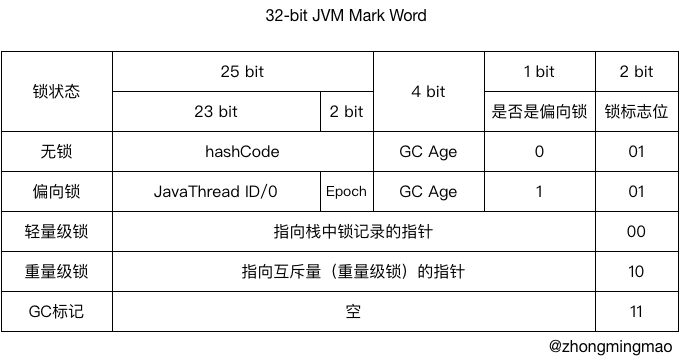 32-bit JVM Mark Word
锁状态 25 bit 4 bit 1 bit 2 bit
23 bit 2 bit 是否是偏向锁 锁标志位
无锁 hashCode GC Age 0 01
偏向锁 JavaThread ID/0 Epoch GC Age 1 01
轻量级锁 指向栈中锁记录的指针 00
重量级锁 指向互斥量（重量级锁）的指针 10
GC标记 空 11
@zhongmingmao